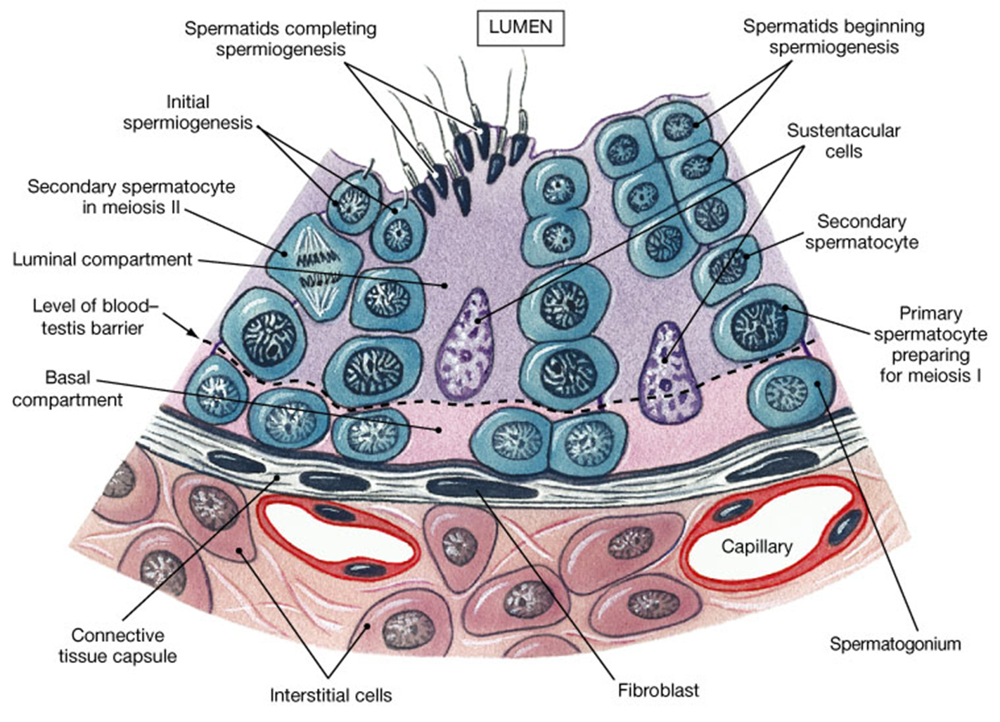 LUMEN
Spermatids completing
spermiogenesis
Spermatids beginning
spermiogenesis
Initial
spermiogenesis
Sustentacular
cells
Secondary spermatocyte
in meiosis II
Secondary
spermatocyte
Luminal compartment
Level of blood–
testis barrier
Primary
spermatocyte
preparing
for meiosis I
Basal
compartment
Capillary
Connective
tissue capsule
Spermatogonium
Interstitial cells
Fibroblast